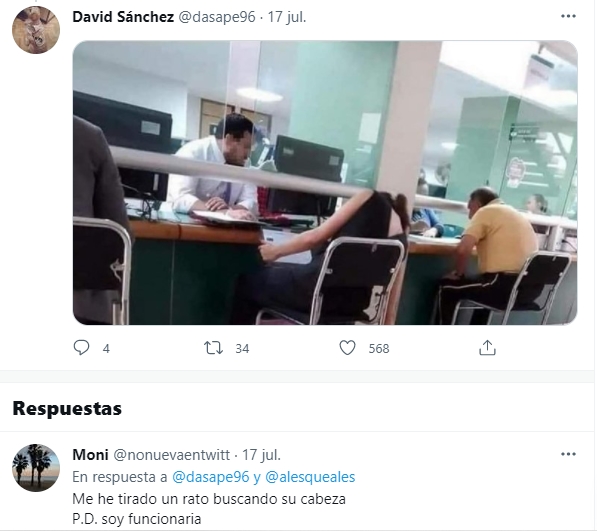 David Sánchez @dasape96 · 17 jul.
4 34 568
Respuestas
Moni @nonuevaentwitt · 17 jul.
En respuesta a @dasape96 y @alesqueales
Me he tirado un rato buscando su cabeza
P.D. soy funcionaria